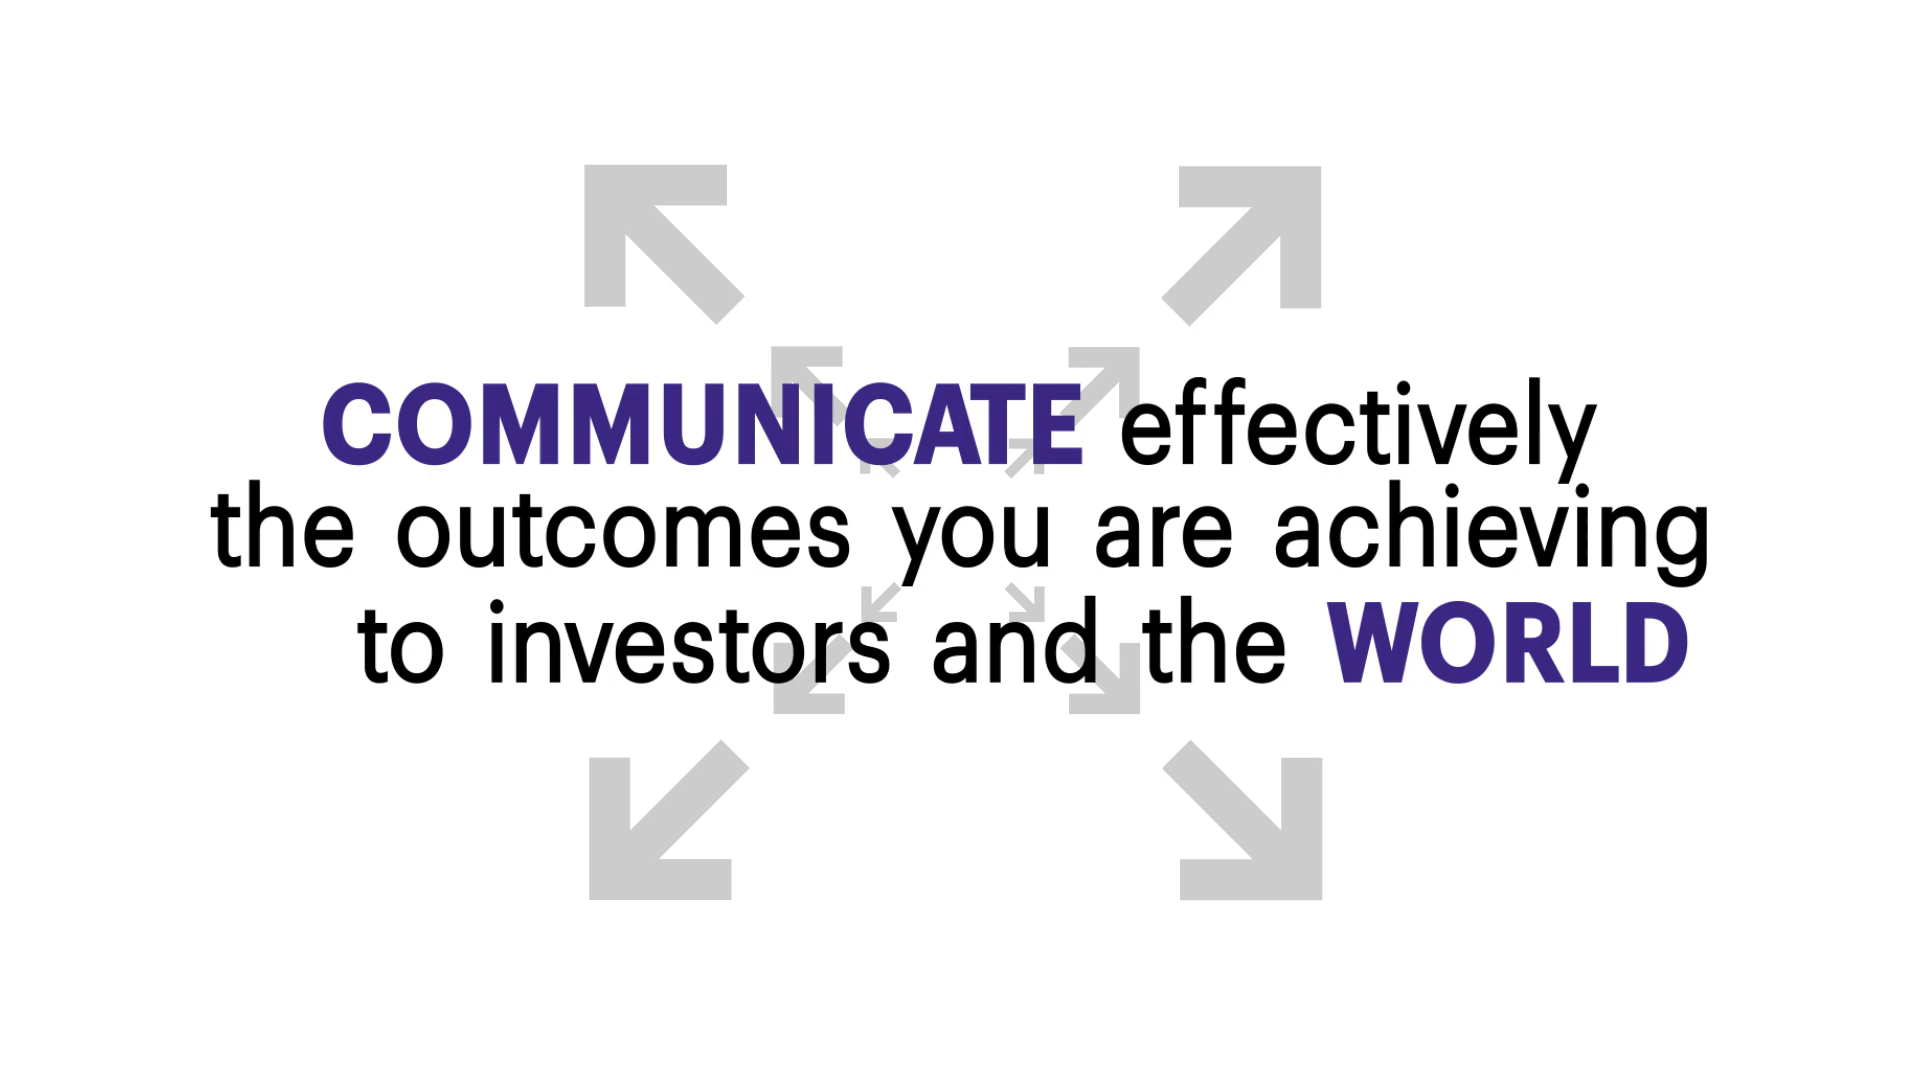 COMMUNICATE effectively
the outcomes you are achieving
to investors and the WORLD